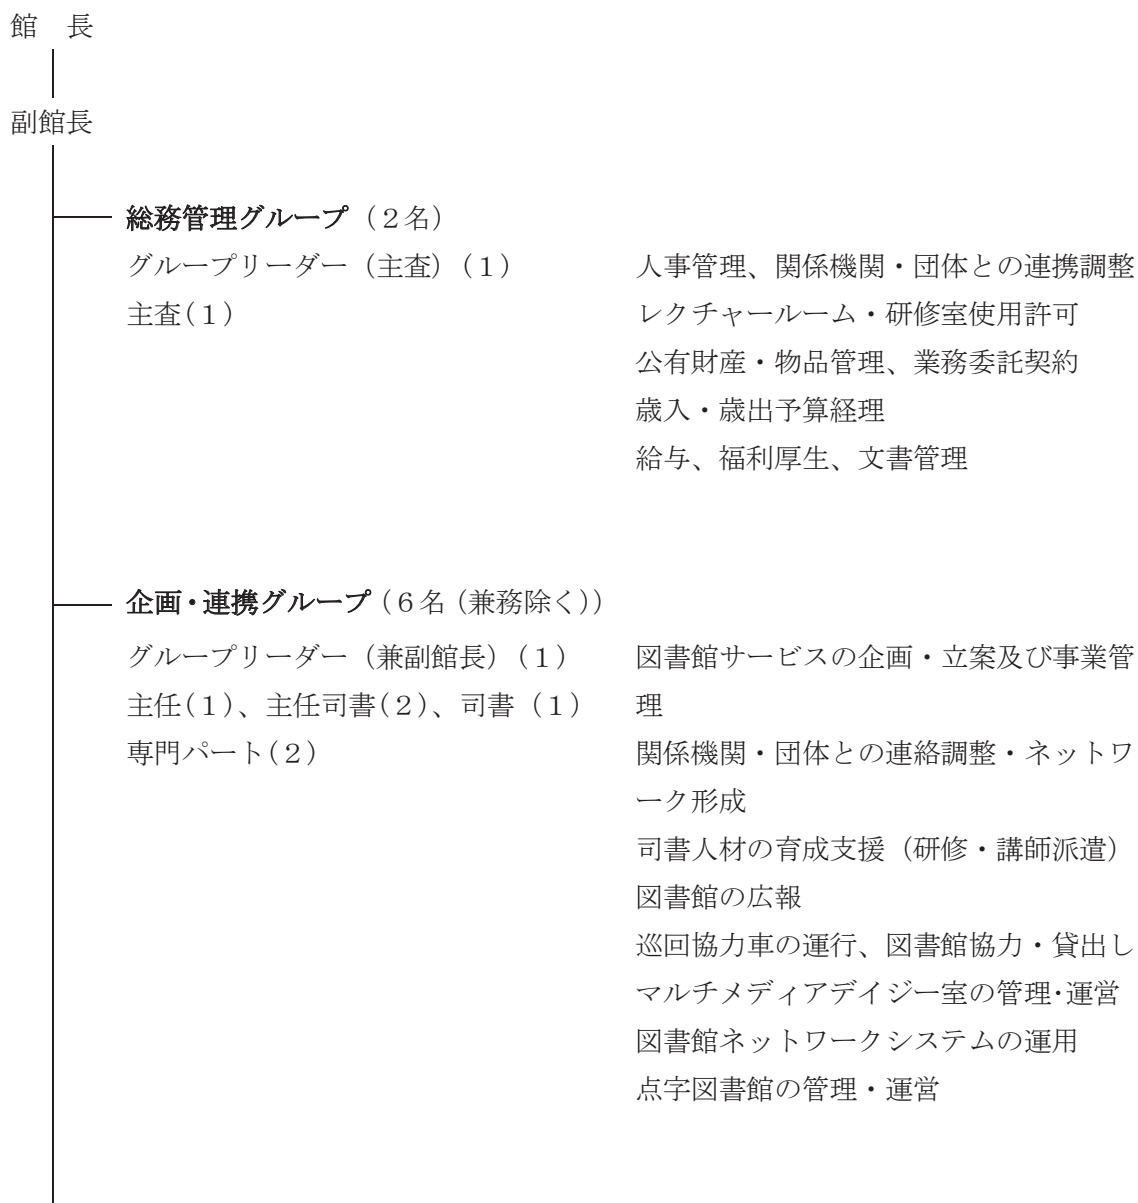 館　長
副館長
総務管理グループ（２名）
グループリーダー（主査）（１）　人事管理、関係機関・団体との連携調整
主査(１)　レクチャールーム・研修室使用許可
公有財産・物品管理、業務委託契約
歳入・歳出予算経理
給与、福利厚生、文書管理
企画・連携グループ（６名（兼務除く））
グループリーダー（兼副館長）（１）　図書館サービスの企画・立案及び事業管
主任(１)、主任司書(２)、司書（１）　理
専門パート(２)　関係機関・団体との連絡調整・ネットワ
ーク形成
司書人材の育成支援（研修・講師派遣）
図書館の広報
巡回協力車の運行、図書館協力・貸出し
マルチメディアデイジー室の管理・運営
図書館ネットワークシステムの運用
点字図書館の管理・運営